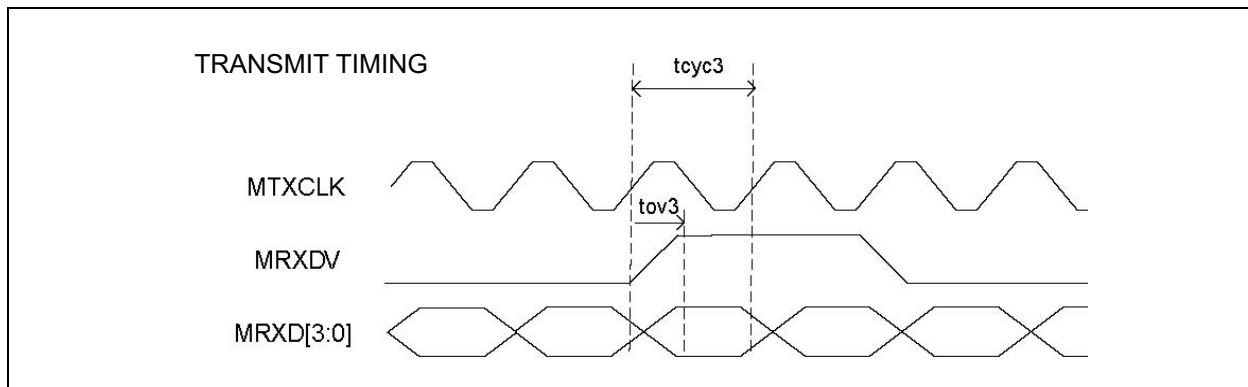 TRANSMIT TIMING
tcyc3
MTXCLK
tov3
MRXDV
MRXD[3:0]